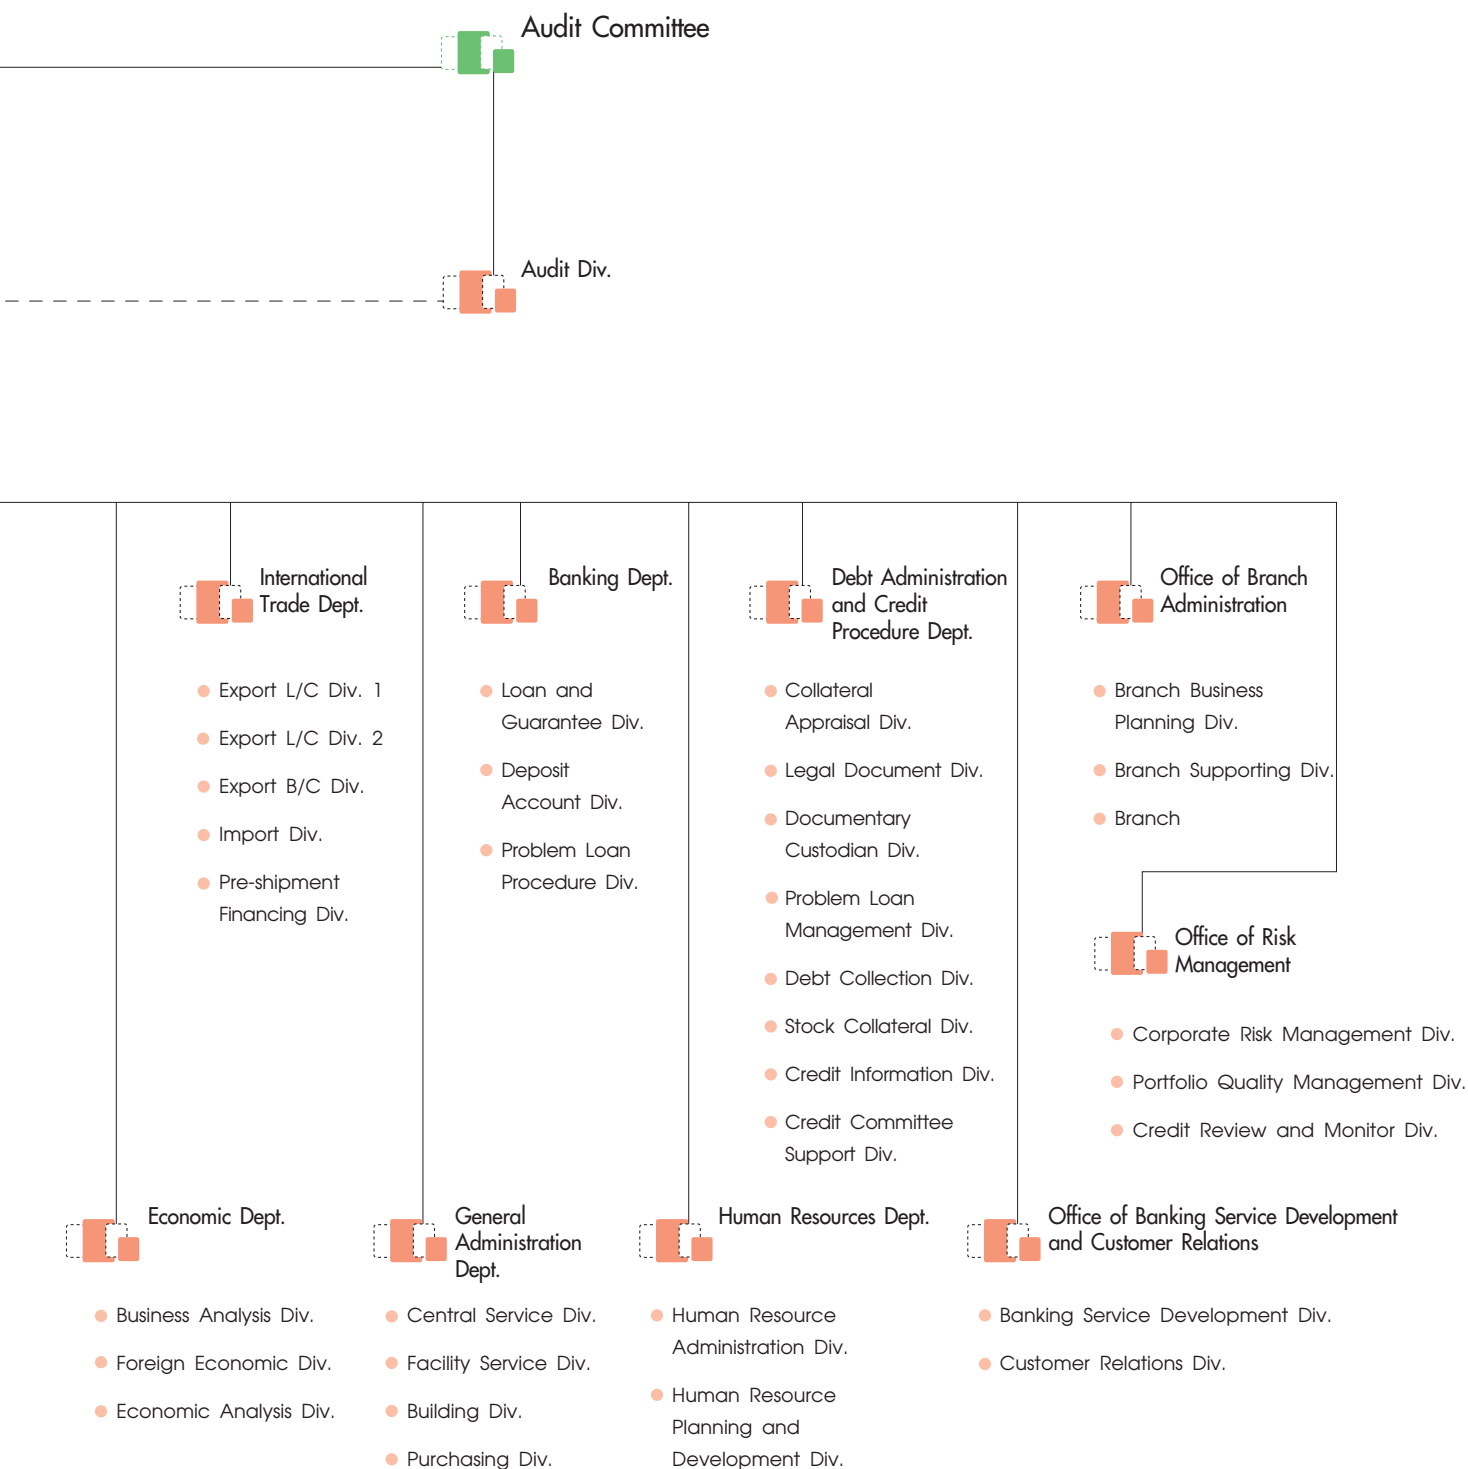 Audit Committee
Audit Div.
International
Trade Dept.
Export L/C Div. 1
Export L/C Div. 2
Export B/C Div.
Import Div.
Pre-shipment
Financing Div.
Banking Dept.
Loan and
Guarantee Div.
Deposit
Account Div.
Problem Loan
Procedure Div.
Debt Administration
and Credit
Procedure Dept.
Collateral
Appraisal Div.
Legal Document Div.
Documentary
Custodian Div.
Problem Loan
Management Div.
Debt Collection Div.
Stock Collateral Div.
Credit Information Div.
Credit Committee
Support Div.
Office of Branch
Administration
Branch Business
Planning Div.
Branch Supporting Div.
Branch
Office of Risk
Management
Corporate Risk Management Div.
Portfolio Quality Management Div.
Credit Review and Monitor Div.
Economic Dept.
Business Analysis Div.
Foreign Economic Div.
Economic Analysis Div.
General
Administration
Dept.
Central Service Div.
Facility Service Div.
Building Div.
Purchasing Div.
Human Resources Dept.
Human Resource
Administration Div.
Human Resource
Planning and
Development Div.
Office of Banking Service Development
and Customer Relations
Banking Service Development Div.
Customer Relations Div.